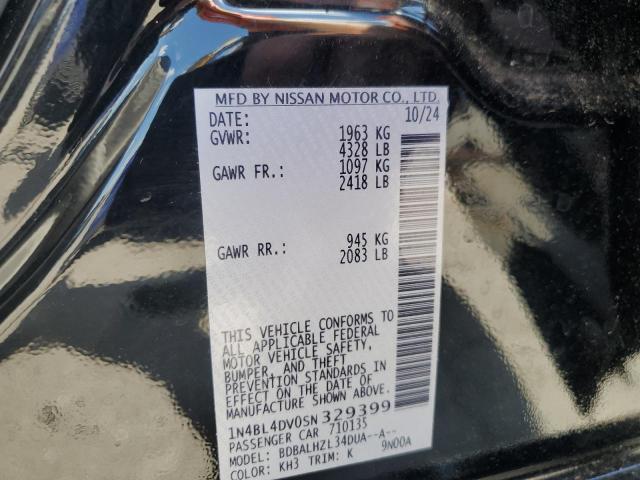 MFD BY NISSAN MOTOR CO., LTD.
DATE: 10/24
GVWR: 1963 KG
4328 LB
GAWR FR.: 1097 KG
2418 LB
GAWR RR.: 945 KG
2083 LB
THIS VEHICLE CONFORMS TO
ALL APPLICABLE FEDERAL
MOTOR VEHICLE SAFETY,
BUMPER, AND THEFT
PREVENTION STANDARDS IN
EFFECT ON THE DATE OF
MANUFACTURE SHOWN ABOVE.
1N4BL4DV0SN329399
PASSENGER CAR 710135
MODEL: BDBALHZL34DUA--A--
COLOR: KH3 TRIM: K 9N00A